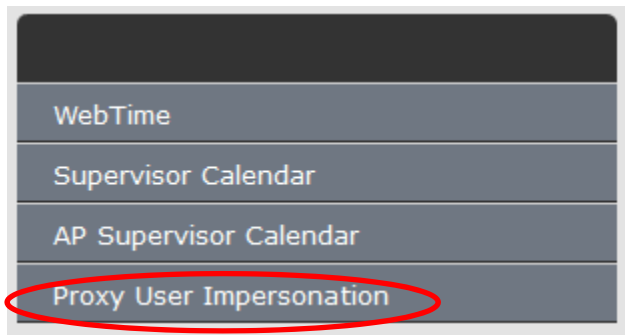 WebTime
Supervisor Calendar
AP Supervisor Calendar
Proxy User Impersonation